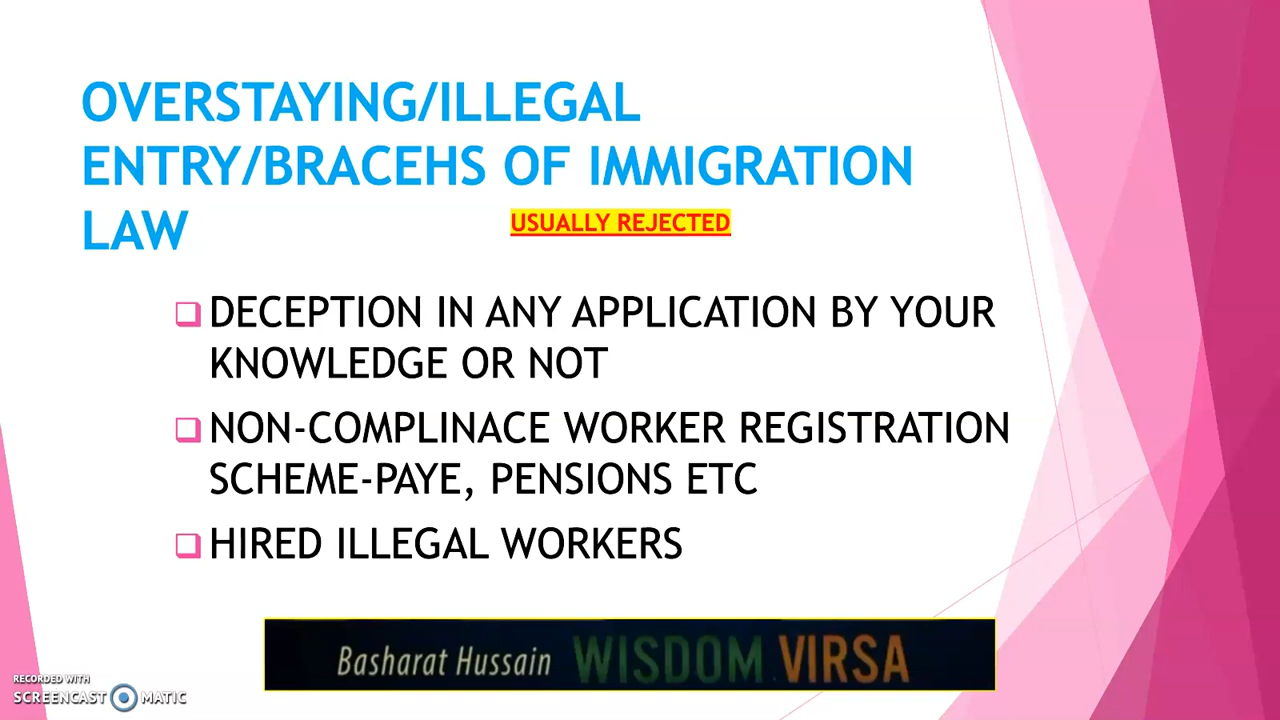 OVERSTAYING/ILLEGAL
ENTRY/BRACEHS OF IMMIGRATION
LAW
USUALLY REJECTED
DECEPTION IN ANY APPLICATION BY YOUR
KNOWLEDGE OR NOT
NON-COMPLINACE WORKER REGISTRATION
SCHEME-PAYE, PENSIONS ETC
HIRED ILLEGAL WORKERS
Basharat Hussain WISDOM VIRSA
RECORDED WITH
SCREENCAST MATIC